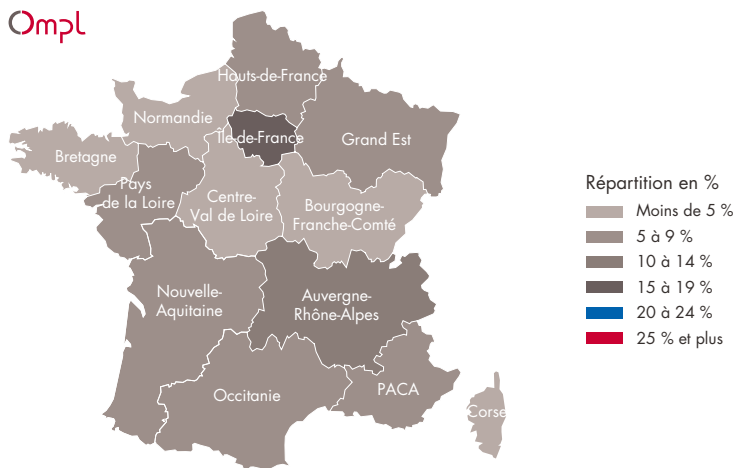 Ompl
Hauts-de-France
Normandie
Île-de-France
Grand Est
Bretagne
Pays
de la Loire
Centre-
Val de Loire
Bourgogne-
Franche-Comté
Nouvelle-
Aquitaine
Auvergne-
Rhône-Alpes
Occitanie
PACA
Corse
Répartition en %
Moins de 5 %
5 à 9 %
10 à 14 %
15 à 19 %
20 à 24 %
25 % et plus